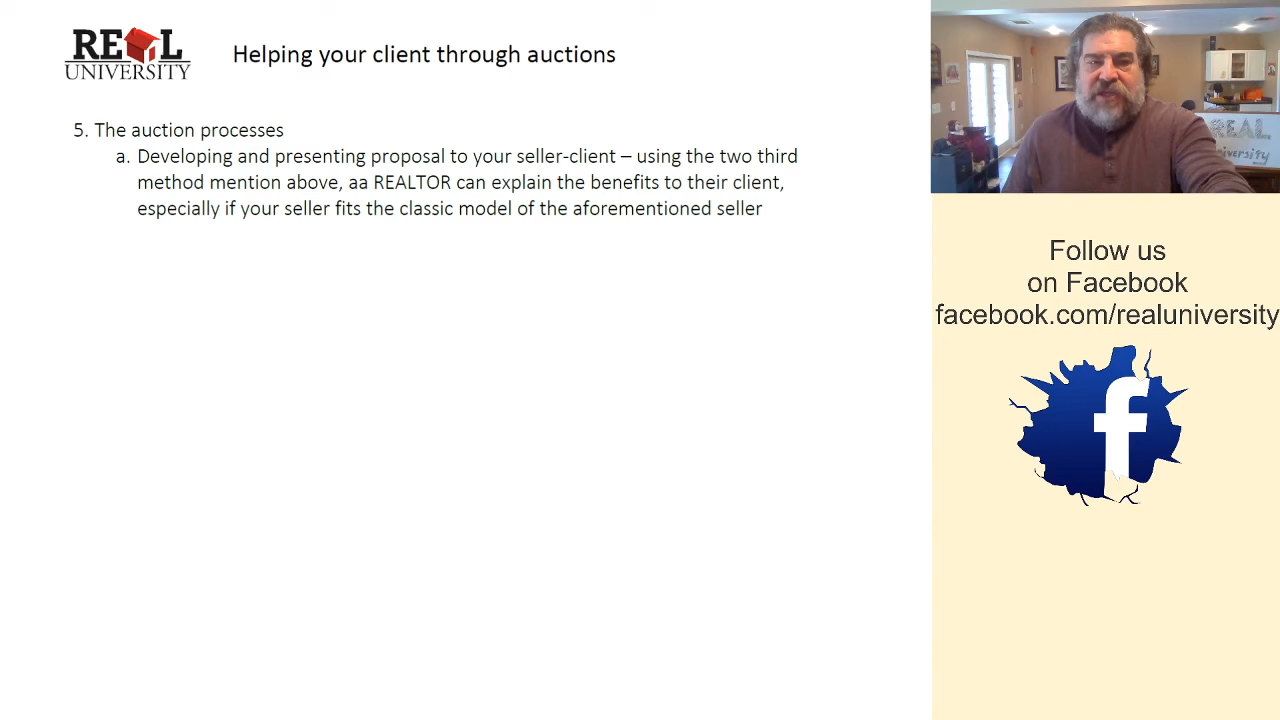 REAL
UNIVERSITY
Helping your client through auctions
5. The auction processes
a. Developing and presenting proposal to your seller-client – using the two third
method mention above, aa REALTOR can explain the benefits to their client,
especially if your seller fits the classic model of the aforementioned seller
REAL
University
Follow us
on Facebook
facebook.com/realuniversity
f